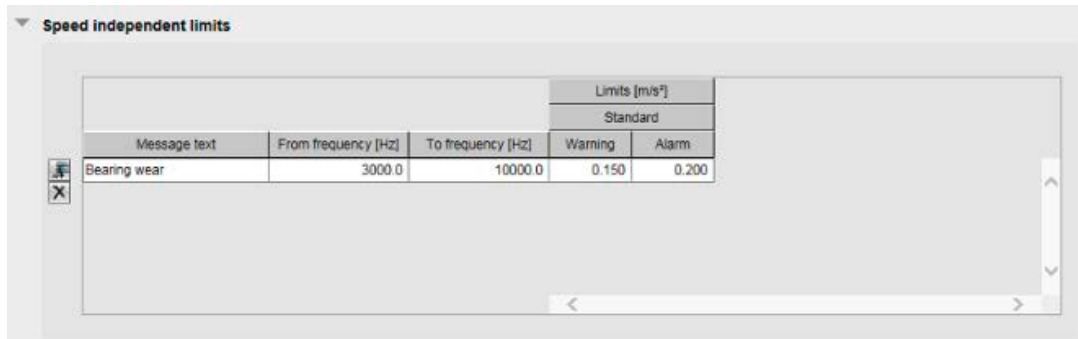 Speed independent limits
Limits [m/s²]
Standard
Message text From frequency [Hz] To frequency [Hz] Warning Alarm
Bearing wear 3000.0 10000.0 0.150 0.200